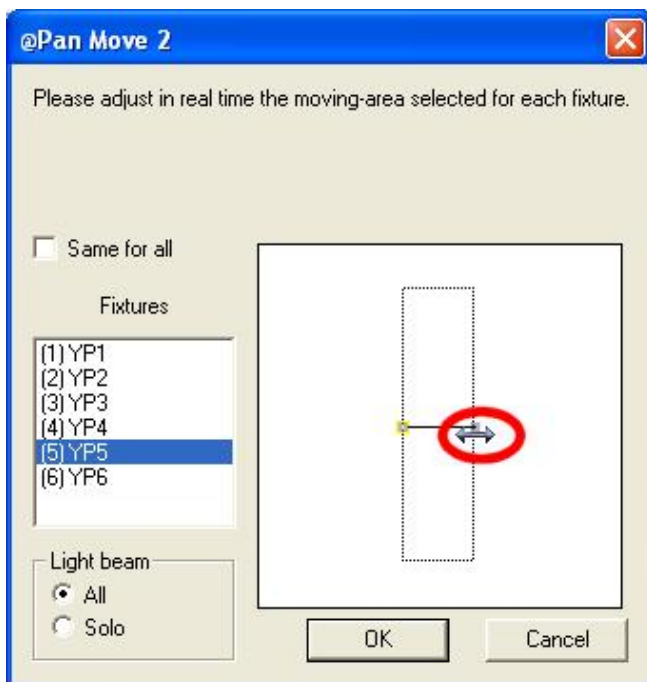 @Pan Move 2
Please adjust in real time the moving-area selected for each fixture.
Same for all
Fixtures
(1) YP1
(2) YP2
(3) YP3
(4) YP4
(5) YP5
(6) YP6
Light beam
All
Solo
OK
Cancel